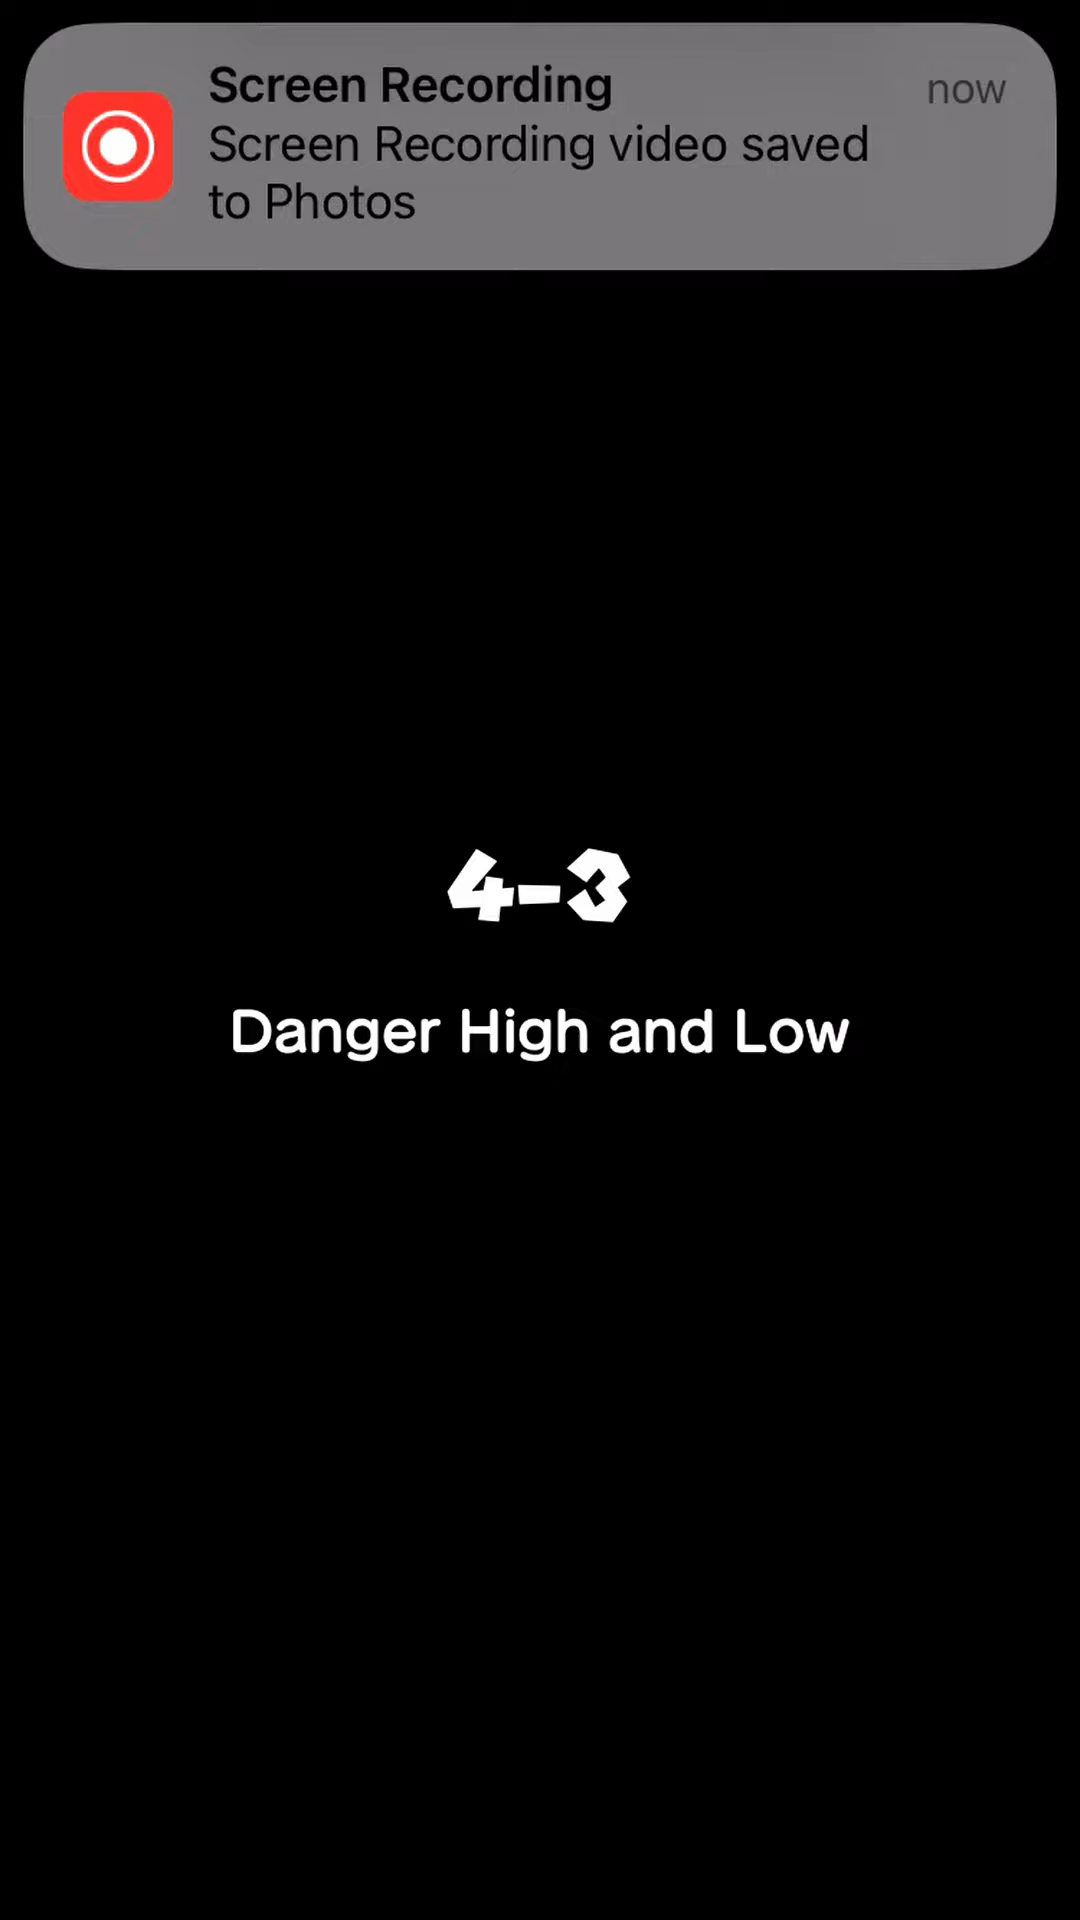 Screen Recording
now
Screen Recording video saved
to Photos
4-3
Danger High and Low